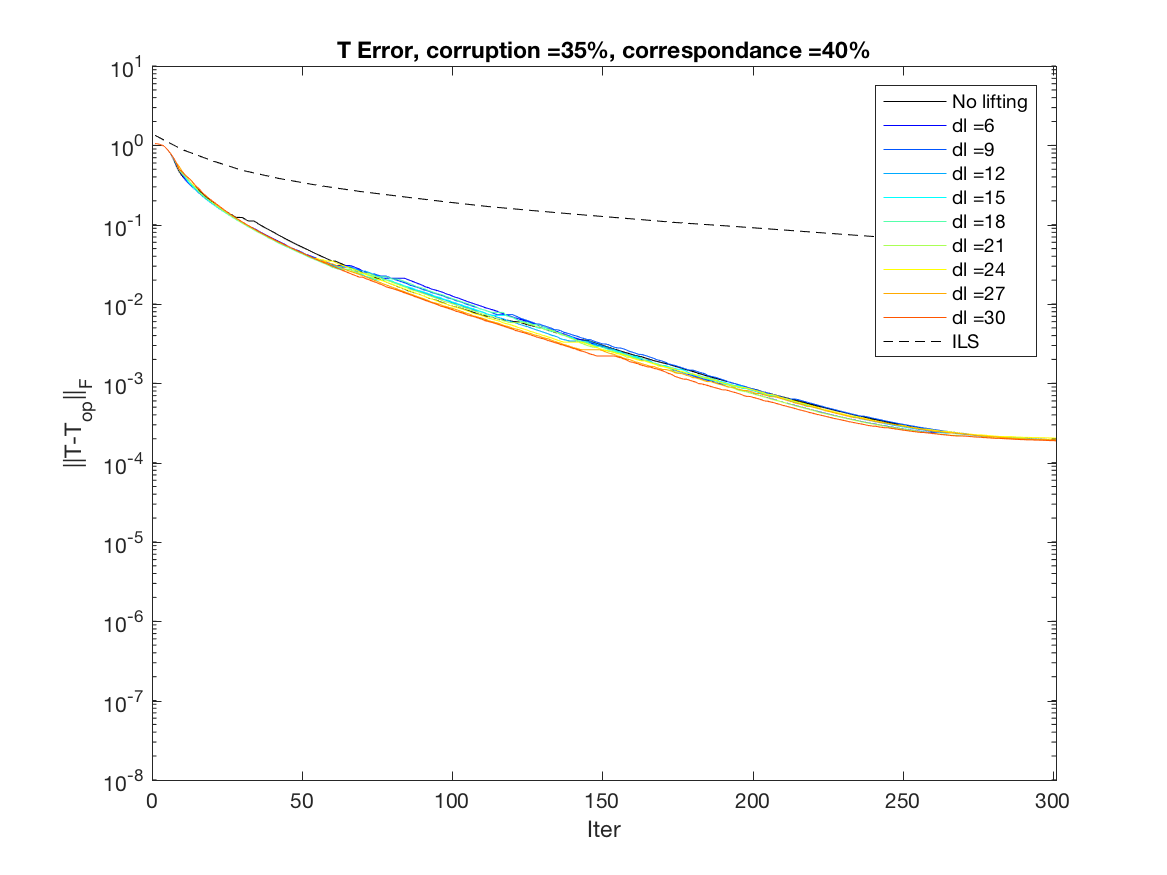 T Error, corruption =35%, correspondance =40%
10^1
10^0
10^-1
10^-2
10^-3
10^-4
10^-5
10^-6
10^-7
10^-8
||T-T_op||_F
No lifting
dl =6
dl =9
dl =12
dl =15
dl =18
dl =21
dl =24
dl =27
dl =30
ILS
0 50 100 150 200 250 300
Iter